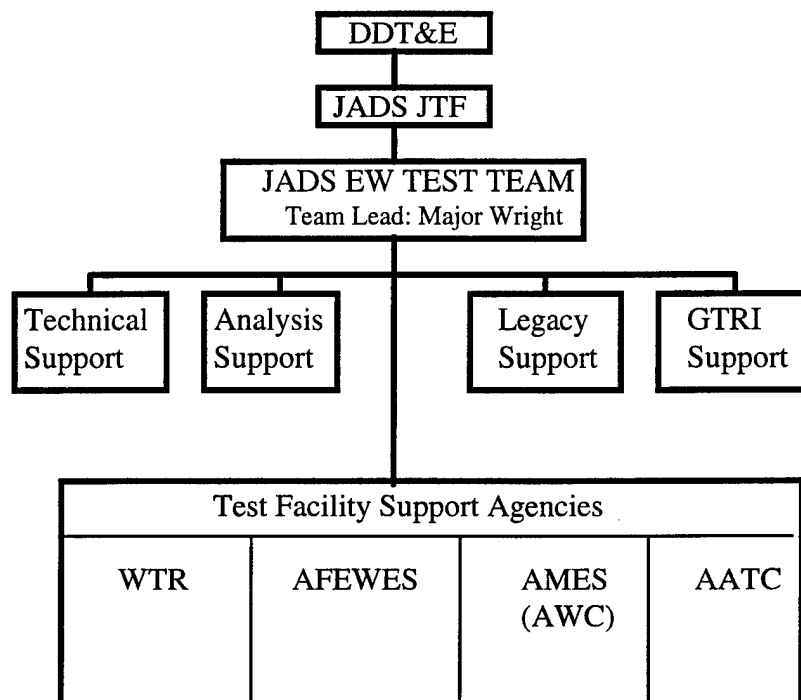 DDT&E
JADS JTF
JADS EW TEST TEAM
Team Lead: Major Wright
Technical
Support
Analysis
Support
Legacy
Support
GTRI
Support
Test Facility Support Agencies
WTR
AFEWES
AMES
(AWC)
AATC